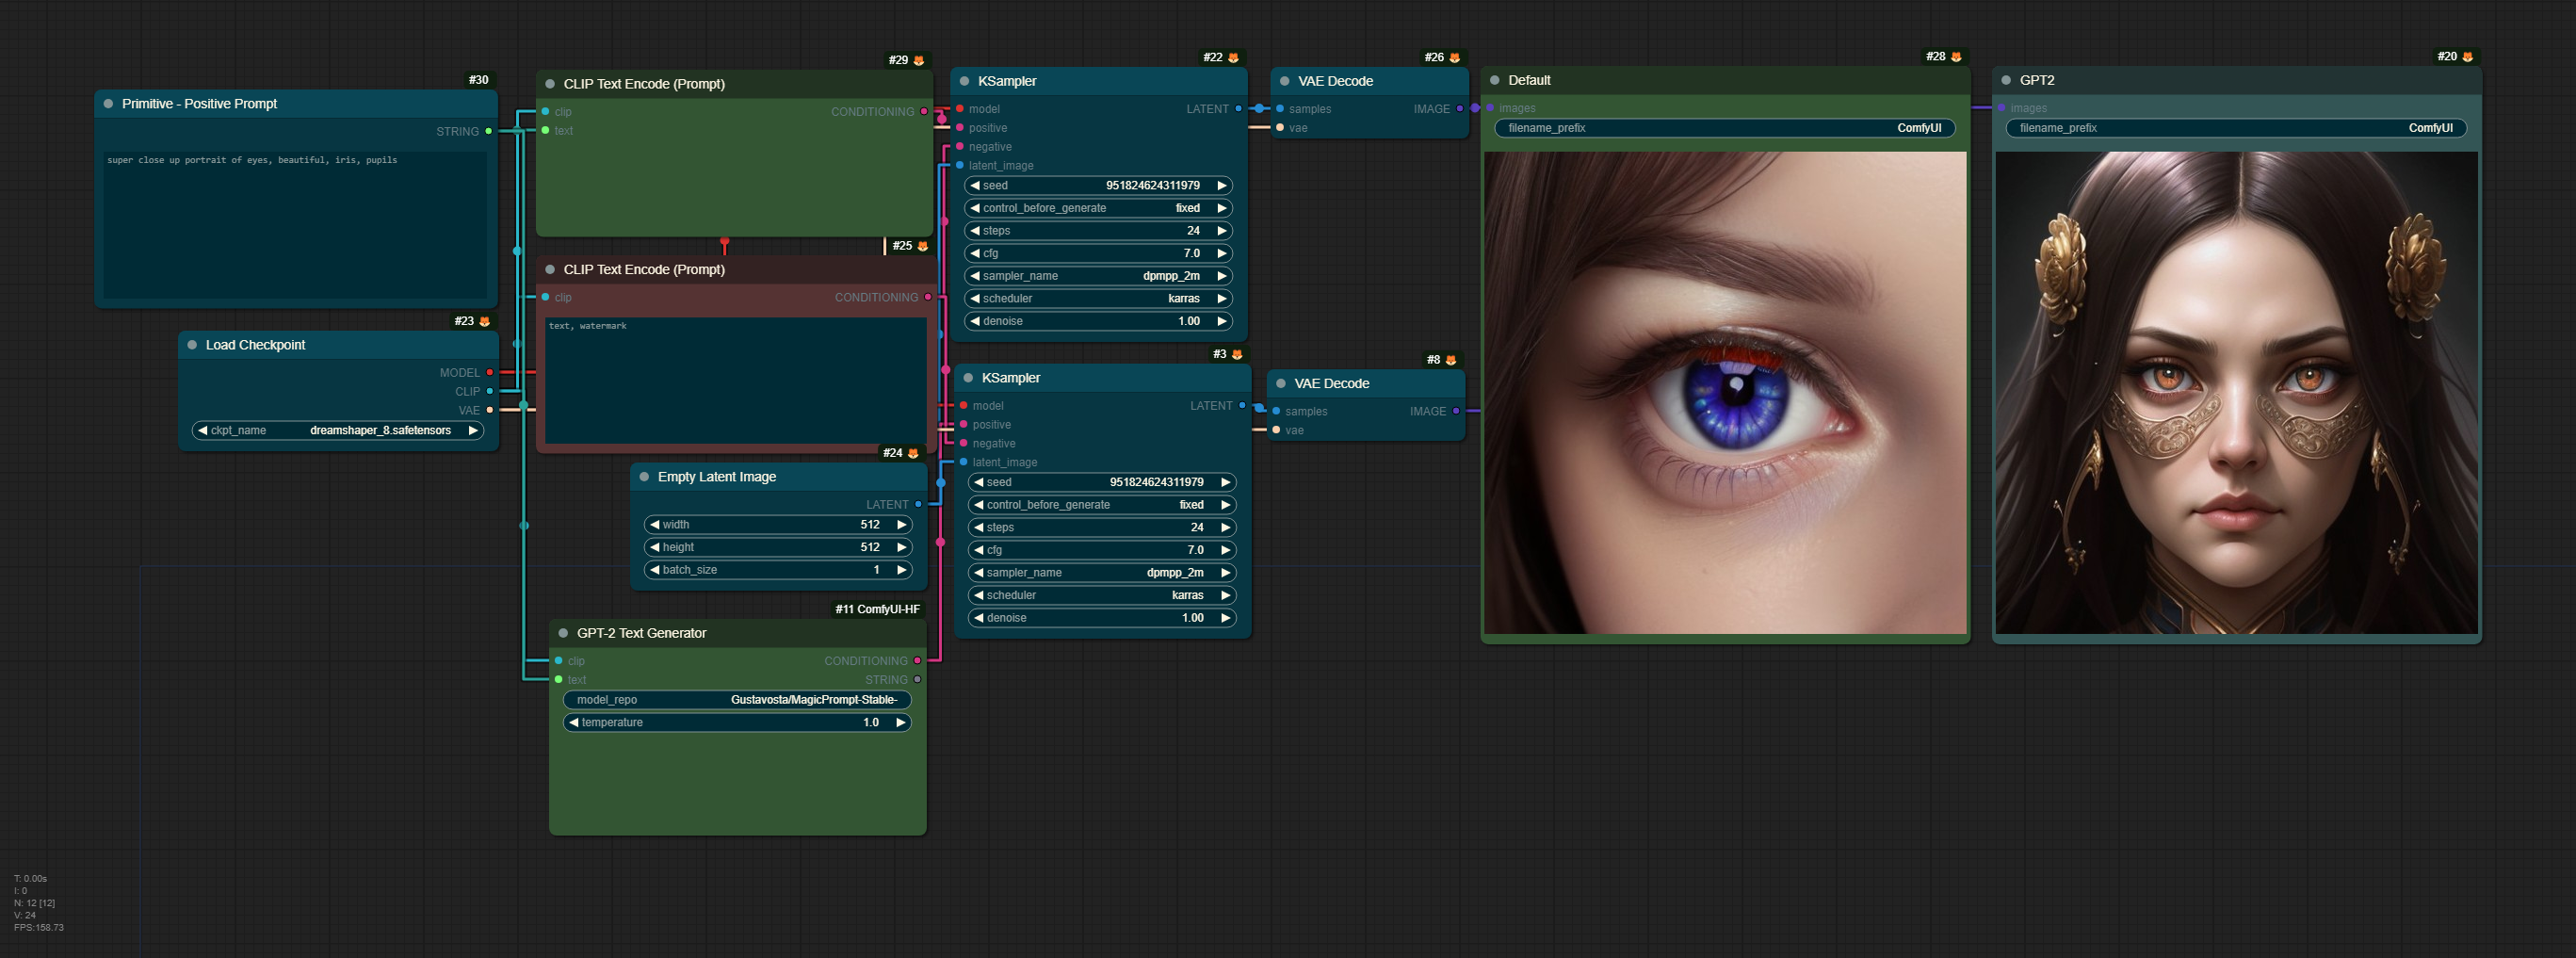 #30
Primitive - Positive Prompt
STRING
super close up portrait of eyes, beautiful, iris, pupils
#23
Load Checkpoint
MODEL
CLIP
VAE
ckpt_name dreamshaper_8.safetensors
#29
CLIP Text Encode (Prompt)
clip CONDITIONING
text
#25
CLIP Text Encode (Prompt)
clip CONDITIONING
text, watermark
#24
Empty Latent Image
LATENT
width 512
height 512
batch_size 1
#11 ComfyUI-HF
GPT-2 Text Generator
clip CONDITIONING
text STRING
model_repo Gustavosta/MagicPrompt-Stable-
temperature 1.0
#22
KSampler
model LATENT
positive
negative
latent_image
seed 951824624311979
control_before_generate fixed
steps 24
cfg 7.0
sampler_name dpmpp_2m
scheduler karras
denoise 1.00
#3
KSampler
model LATENT
positive
negative
latent_image
seed 951824624311979
control_before_generate fixed
steps 24
cfg 7.0
sampler_name dpmpp_2m
scheduler karras
denoise 1.00
#26
VAE Decode
samples IMAGE
vae
#8
VAE Decode
samples IMAGE
vae
#28
Default
images
filename_prefix ComfyUI
#20
GPT2
images
filename_prefix ComfyUI
T: 0.00s
I: 0
N: 12 [12]
V: 24
FPS:158.73